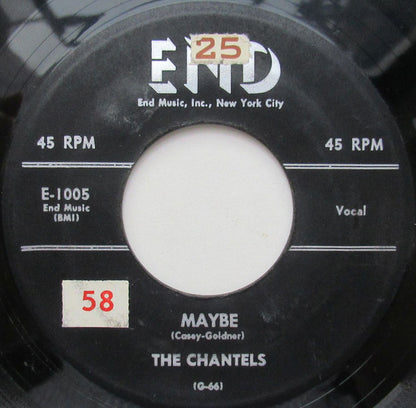 END
25
End Music, Inc., New York City
45 RPM
45 RPM
E-1005
End Music
(BMI)
Vocal
58
MAYBE
(Casey-Goldner)
THE CHANTELS
(G-66)